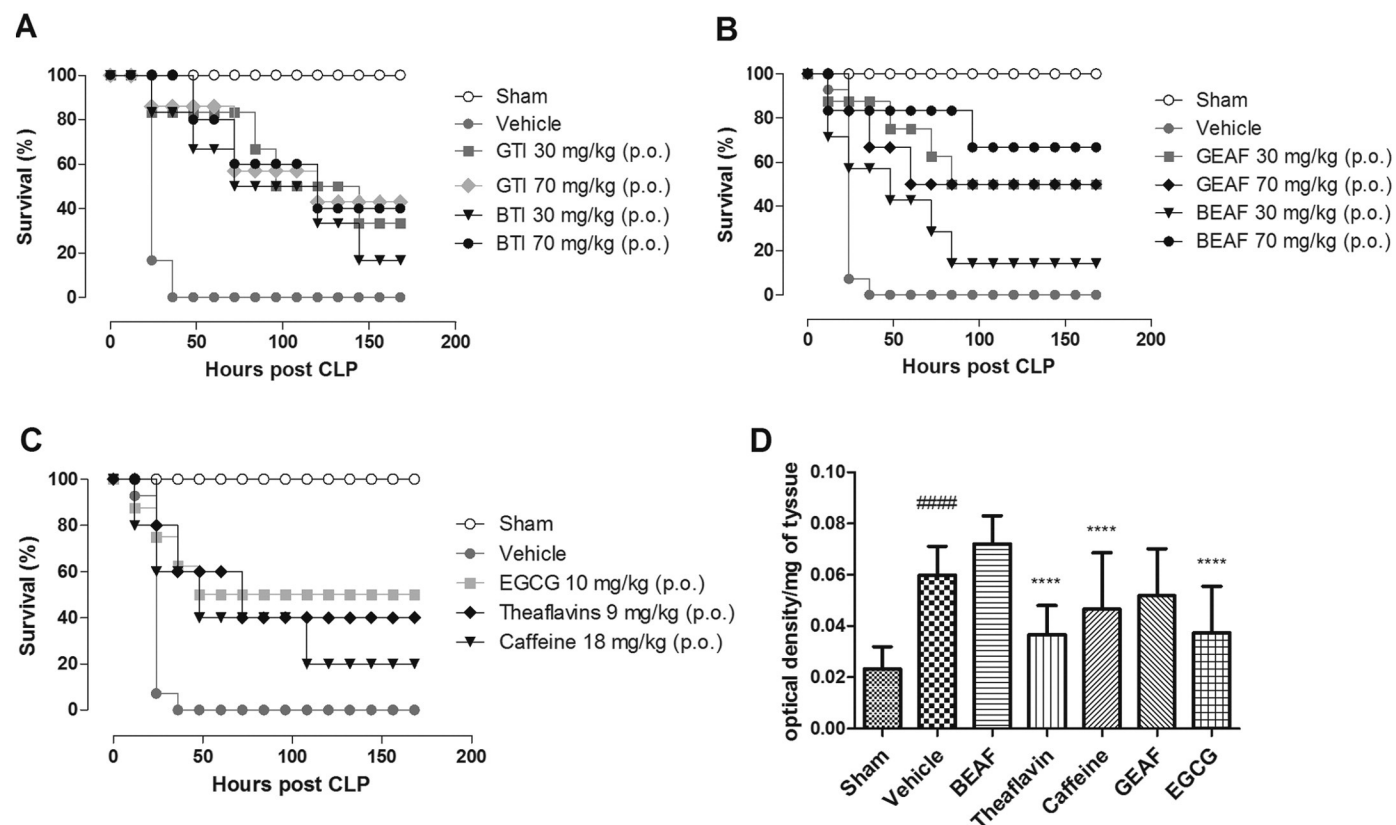 A
Survival (%)
100
80
60
40
20
0
0 50 100 150 200
Hours post CLP
Sham
Vehicle
GTI 30 mg/kg (p.o.)
GTI 70 mg/kg (p.o.)
BTI 30 mg/kg (p.o.)
BTI 70 mg/kg (p.o.)
B
Survival (%)
100
80
60
40
20
0
0 50 100 150 200
Hours post CLP
Sham
Vehicle
GEAF 30 mg/kg (p.o.)
GEAF 70 mg/kg (p.o.)
BEAF 30 mg/kg (p.o.)
BEAF 70 mg/kg (p.o.)
C
Survival (%)
100
80
60
40
20
0
0 50 100 150 200
Hours post CLP
Sham
Vehicle
EGCG 10 mg/kg (p.o.)
Theaflavins 9 mg/kg (p.o.)
Caffeine 18 mg/kg (p.o.)
D
optical density/mg of tyssue
0.10
0.08
0.06
0.04
0.02
0.00
####
****
****
****
Sham
Vehicle
BEAF
Theaflavin
Caffeine
GEAF
EGCG